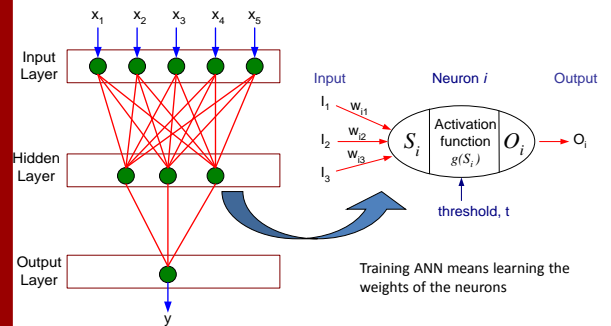 x1 x2 x3 x4 x5
Input
Layer
Hidden
Layer
Output
Layer
y
Input Neuron i Output
I1
I2
I3
wi1
wi2
wi3
Si
Activation
function
g(Si)
Oi
Oi
threshold, t
Training ANN means learning the
weights of the neurons